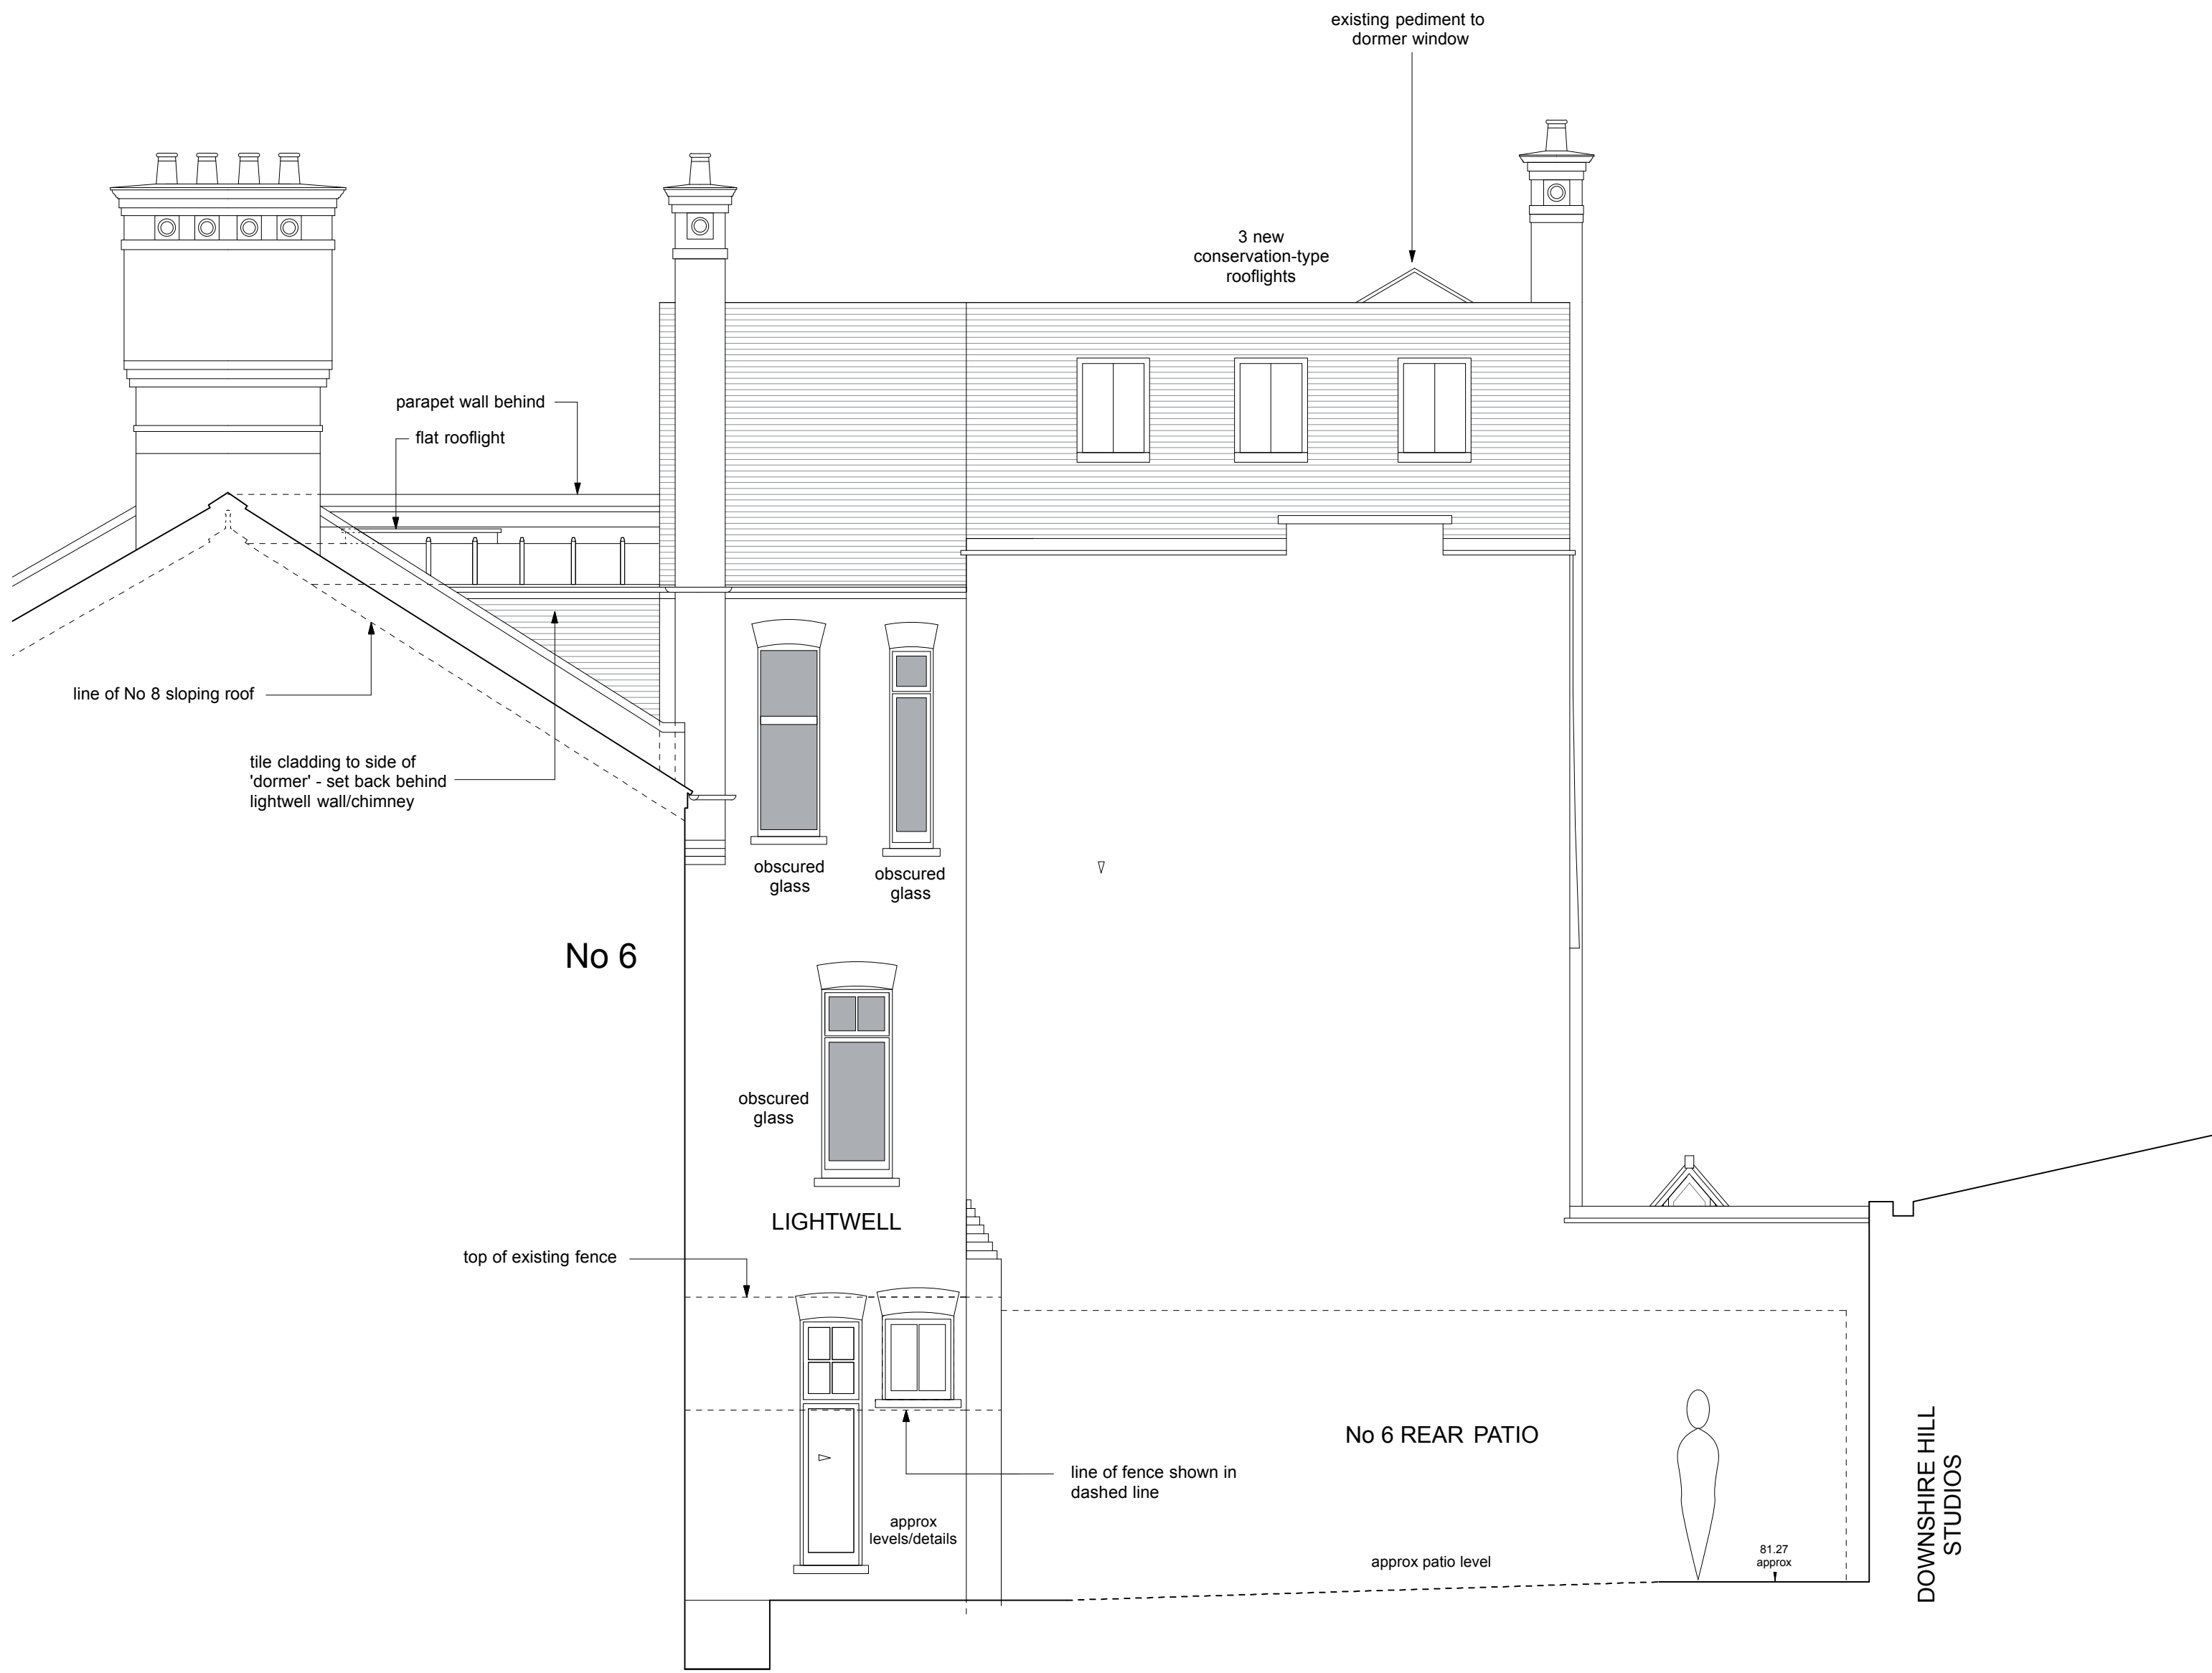 existing pediment to
dormer window
3 new
conservation-type
rooflights
parapet wall behind
flat rooflight
line of No 8 sloping roof
tile cladding to side of
'dormer' - set back behind
lightwell wall/chimney
obscured
glass
obscured
glass
No 6
obscured
glass
LIGHTWELL
top of existing fence
No 6 REAR PATIO
line of fence shown in
dashed line
approx
levels/details
approx patio level
81.27
approx
DOWNSHIRE HILL
STUDIOS